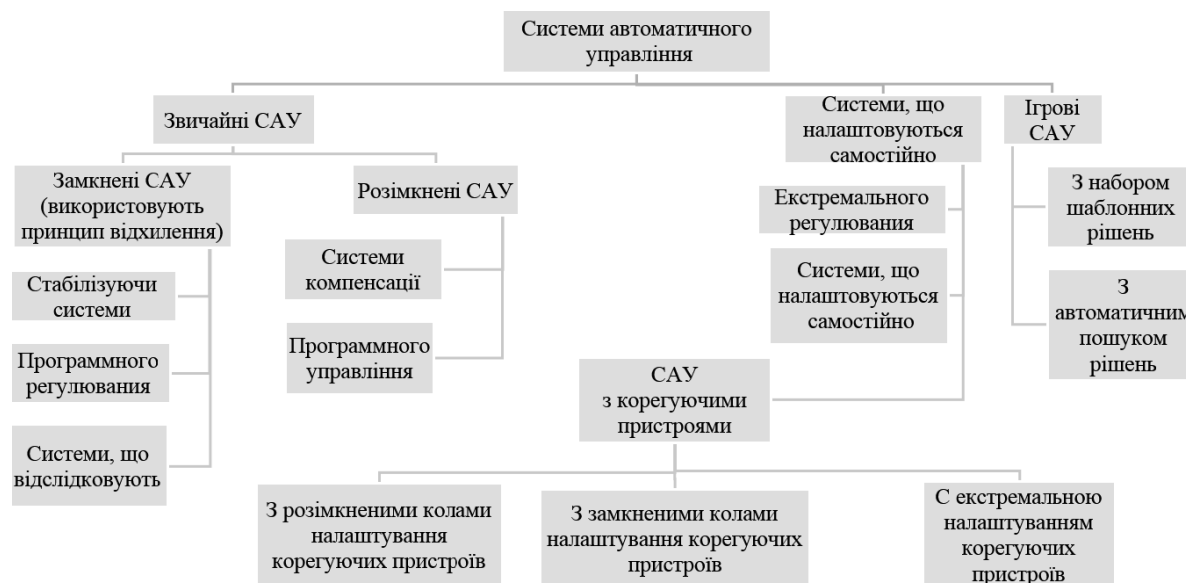 Системи автоматичного
управління
Звичайні САУ
Системи, що
налаштовуються
самостійно
Ігрові
САУ
Замкнені САУ
(використовують
принцип відхилення)
Розімкнені САУ
Екстремального
регулювання
З набором
шаблонних
рішень
Стабілізуючи
системи
Системи
компенсації
Системи, що
налаштовуються
самостійно
З
автоматичним
пошуком
рішень
Программного
регулювання
Программного
управління
САУ
з корегуючими
пристроями
Системи, що
відслідковують
З розімкненими колами
налаштування
корегуючих пристроїв
З замкненими колами
налаштування корегуючих
пристроїв
С екстремальною
налаштуванням
корегуючих
пристроїв